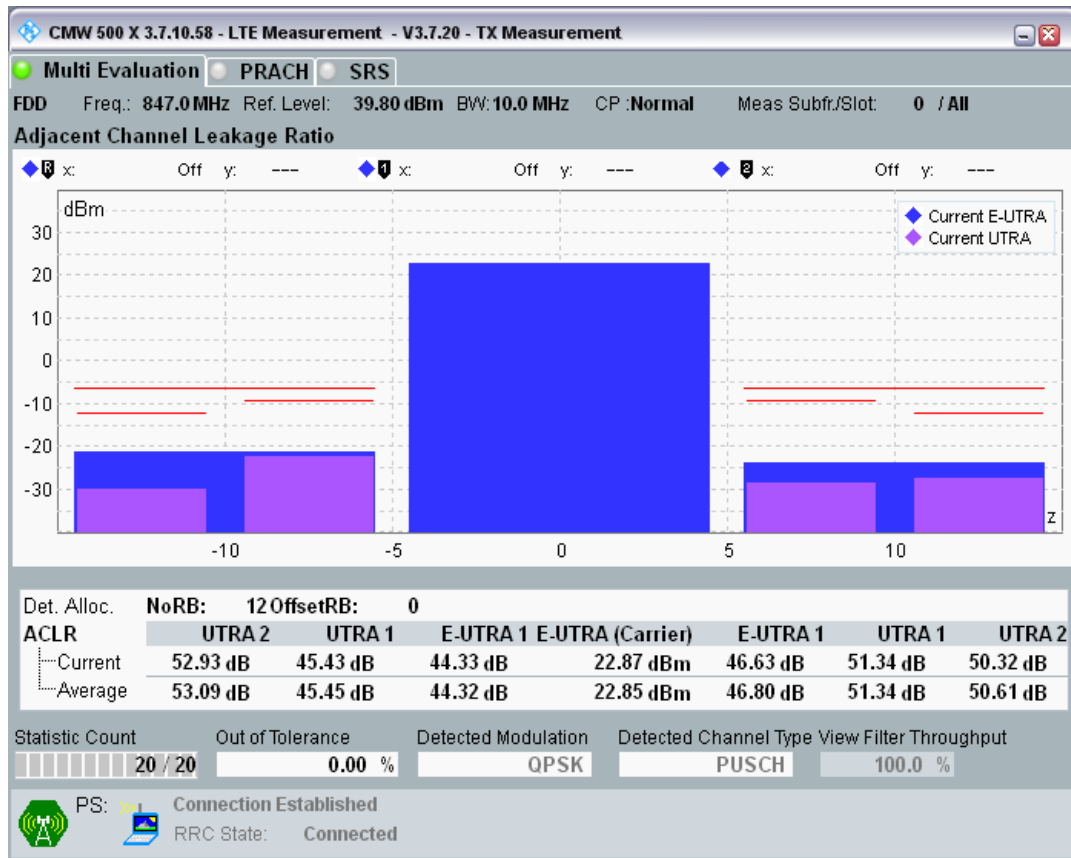 CMW 500 X 3.7.10.58 - LTE Measurement - V3.7.20 - TX Measurement
Multi Evaluation PRACH SRS
FDD Freq.: 847.0 MHz Ref. Level: 39.80 dBm BW: 10.0 MHz CP :Normal Meas Subfr./Slot: 0 / All
Adjacent Channel Leakage Ratio
R x: Off y: --- 1 x: Off y: --- 2 x: Off y: ---
dBm
Current E-UTRA
Current UTRA
30
20
10
0
-10
-20
-30
z
-10 -5 0 5 10
Det. Alloc. NoRB: 12 OffsetRB: 0
ACLR UTRA 2 UTRA 1 E-UTRA 1 E-UTRA (Carrier) E-UTRA 1 UTRA 1 UTRA 2
Current 52.93 dB 45.43 dB 44.33 dB 22.87 dBm 46.63 dB 51.34 dB 50.32 dB
Average 53.09 dB 45.45 dB 44.32 dB 22.85 dBm 46.80 dB 51.34 dB 50.61 dB
Statistic Count Out of Tolerance Detected Modulation Detected Channel Type View Filter Throughput
20 / 20 0.00 % QPSK PUSCH 100.0 %
PS: Connection Established
RRC State: Connected